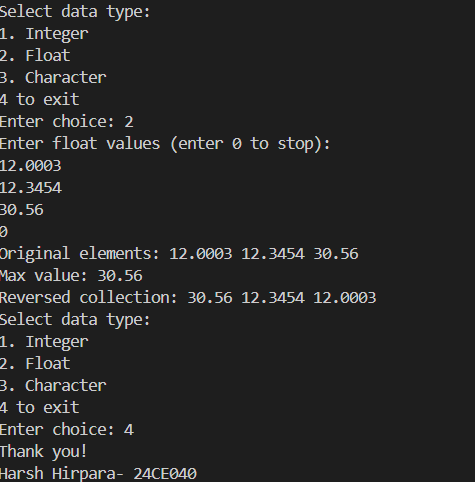 Select data type:
1. Integer
2. Float
3. Character
4 to exit
Enter choice: 2
Enter float values (enter 0 to stop):
12.0003
12.3454
30.56
0
Original elements: 12.0003 12.3454 30.56
Max value: 30.56
Reversed collection: 30.56 12.3454 12.0003
Select data type:
1. Integer
2. Float
3. Character
4 to exit
Enter choice: 4
Thank you!
Harsh Hirpara- 24CE040